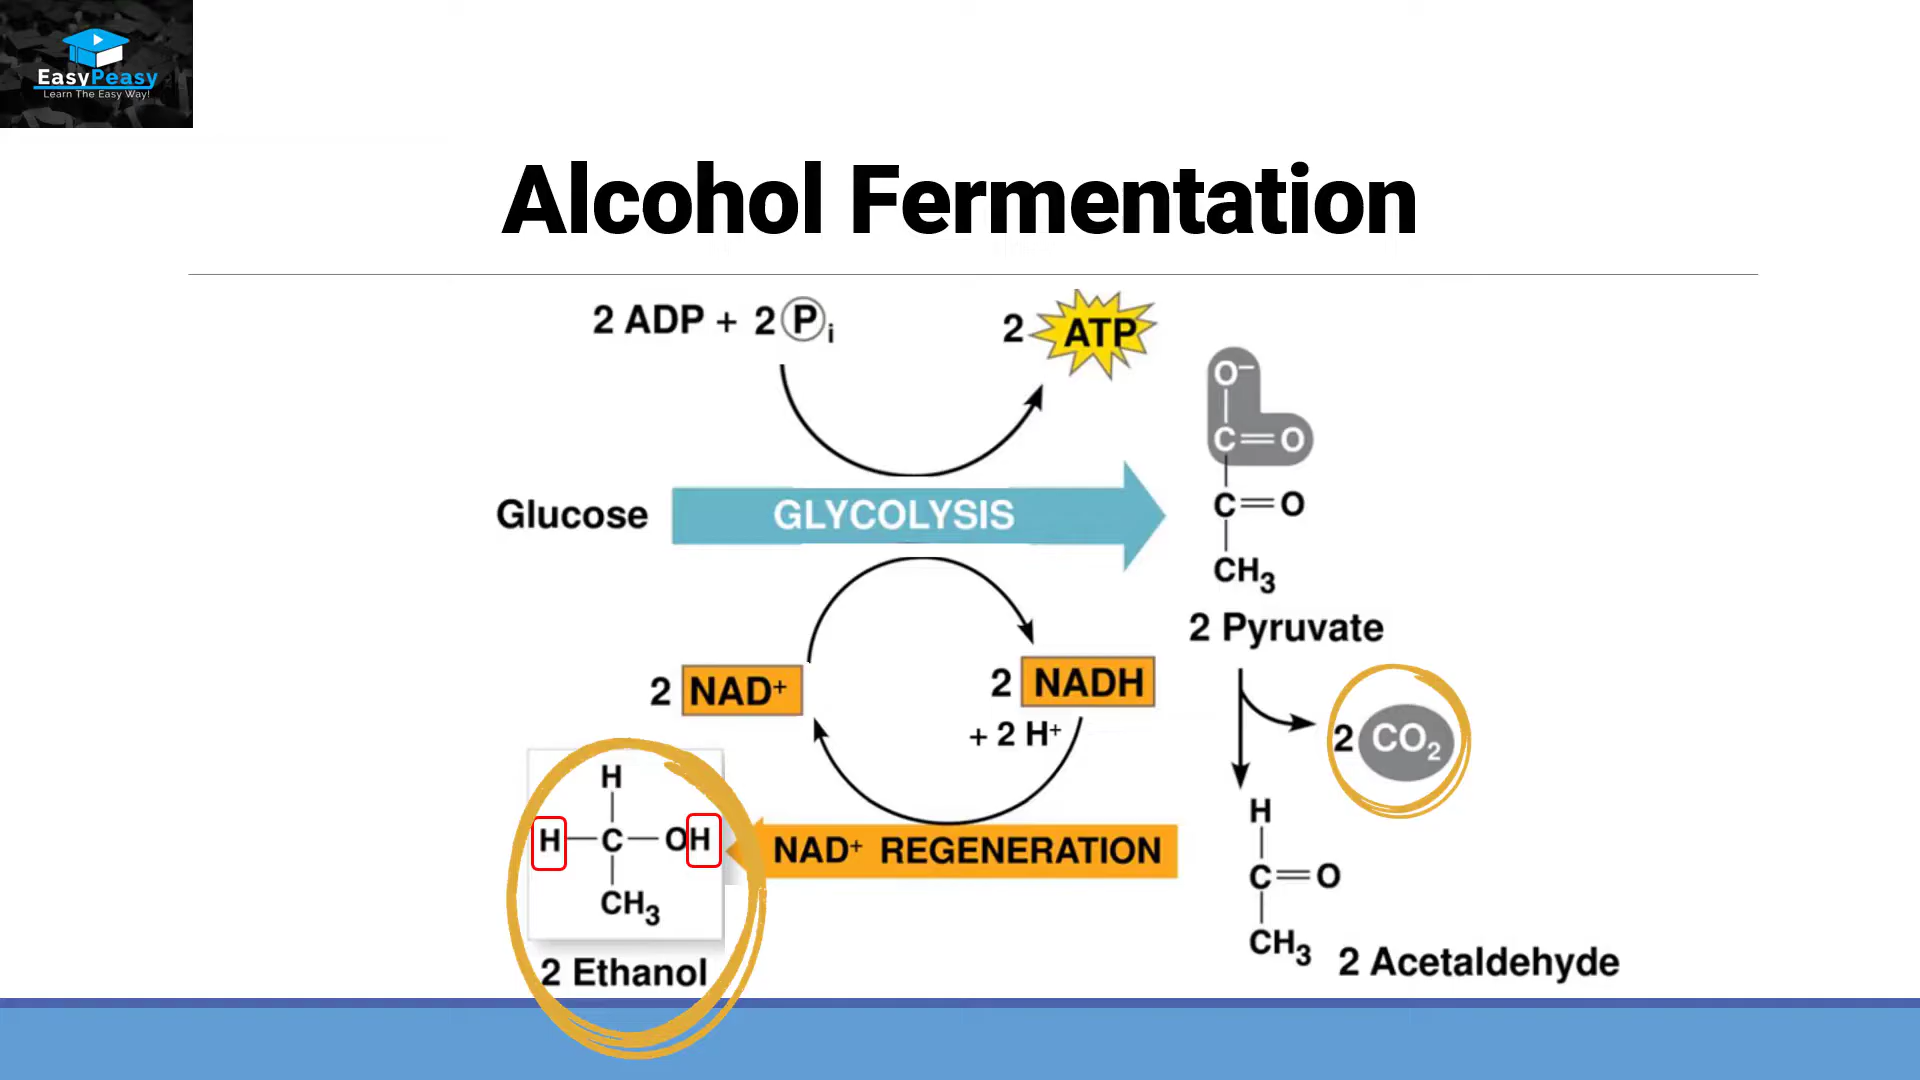 EasyPeasy
Learn The Easy Way!
Alcohol Fermentation
2 ADP + 2 Pi
2 ATP
O−
C=O
C=O
CH3
Glucose
GLYCOLYSIS
2 Pyruvate
2 NAD+
2 NADH
+ 2 H+
2 CO2
H
H—C—OH
CH3
2 Ethanol
NAD+ REGENERATION
H
C=O
CH3
2 Acetaldehyde